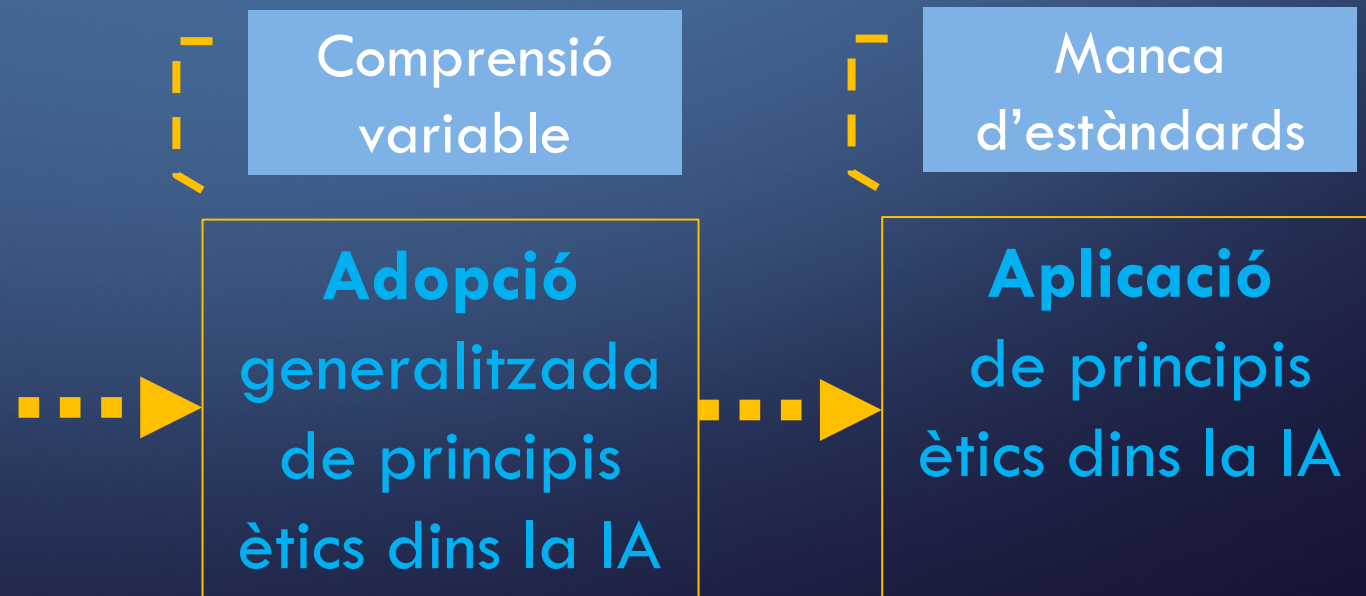 Comprensió
variable
Manca
d’estàndards
Adopció
generalitzada
de principis
ètics dins la IA
Aplicació
de principis
ètics dins la IA